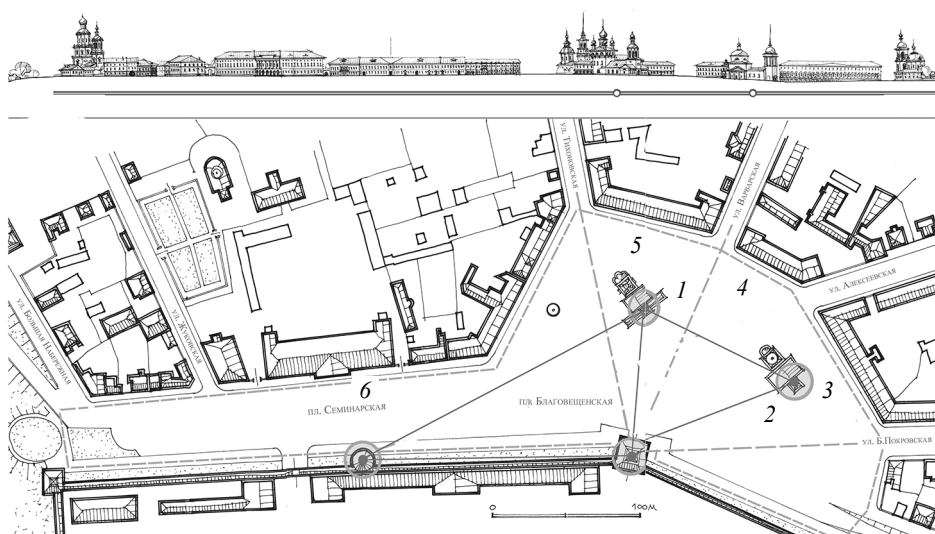 ул. Тихоновская
ул. Варварская
5
1
4
ул. Алексеевская
ул. Большая Набережная
ул. Жуковская
6
пл. Семинарская
пл. Благовещенская
2
3
ул. Б.Покровская
0
100м